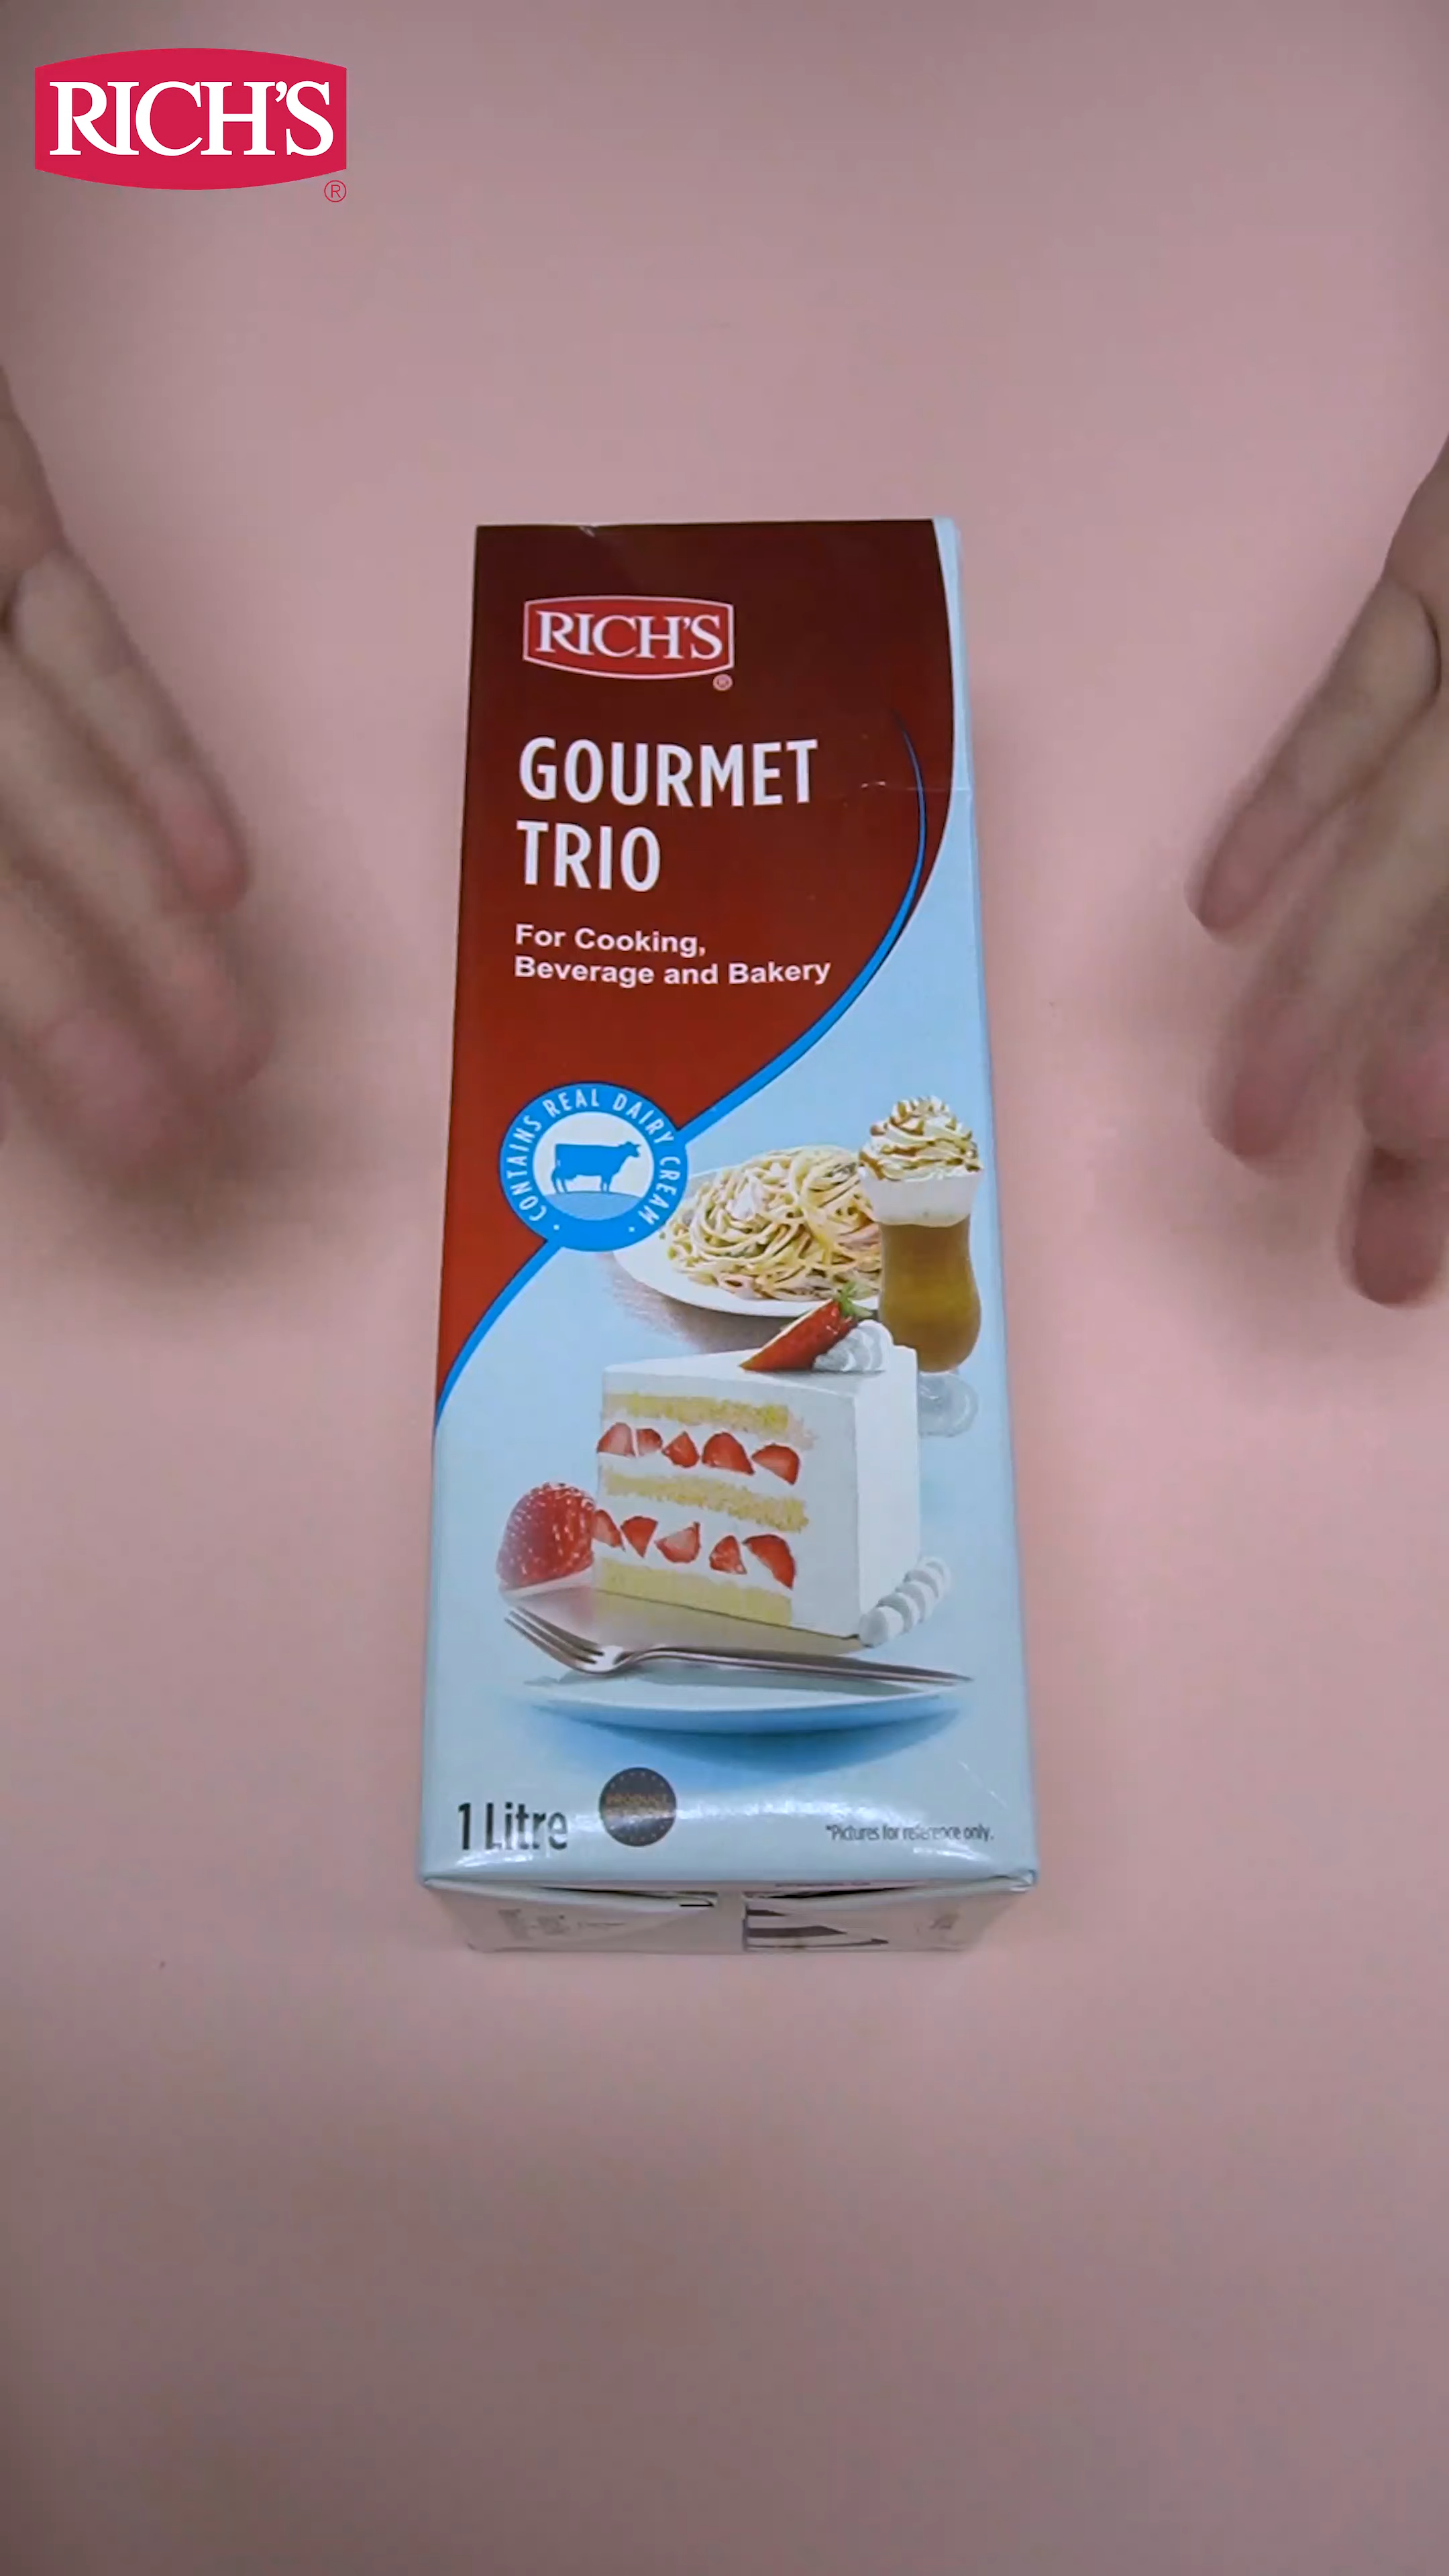 RICH'S
®
RICH'S
®
GOURMET
TRIO
For Cooking,
Beverage and Bakery
CONTAINS REAL DAIRY CREAM
1 Litre
PRODUCT
*Pictures for reference only.